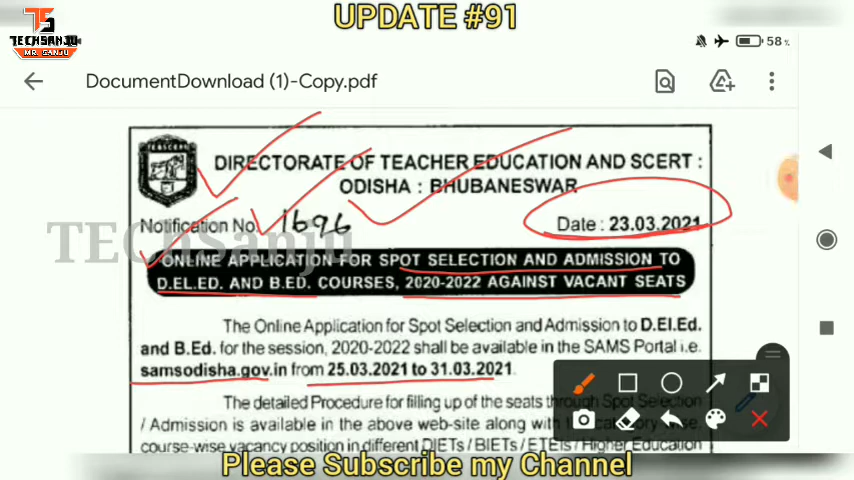 UPDATE #91
TS
TECHSANJU
MR. SANJU
58%
DocumentDownload (1)-Copy.pdf
DIRECTORATE OF TEACHER EDUCATION AND SCERT :
ODISHA : BHUBANESWAR
Notification No. 1696
Date : 23.03.2021
TECHSanju
ONLINE APPLICATION FOR SPOT SELECTION AND ADMISSION TO
D.EL.ED. AND B.ED. COURSES, 2020-2022 AGAINST VACANT SEATS
The Online Application for Spot Selection and Admission to D.El.Ed.
and B.Ed. for the session, 2020-2022 shall be available in the SAMS Portal i.e.
samsodisha.gov.in from 25.03.2021 to 31.03.2021.
The detailed Procedure for filling up of the seats through Spot Selection
/ Admission is available in the above web-site along with
course-wise vacancy position in different DIETs / BIETs / ETEIs / Higher Education
Please Subscribe my Channel